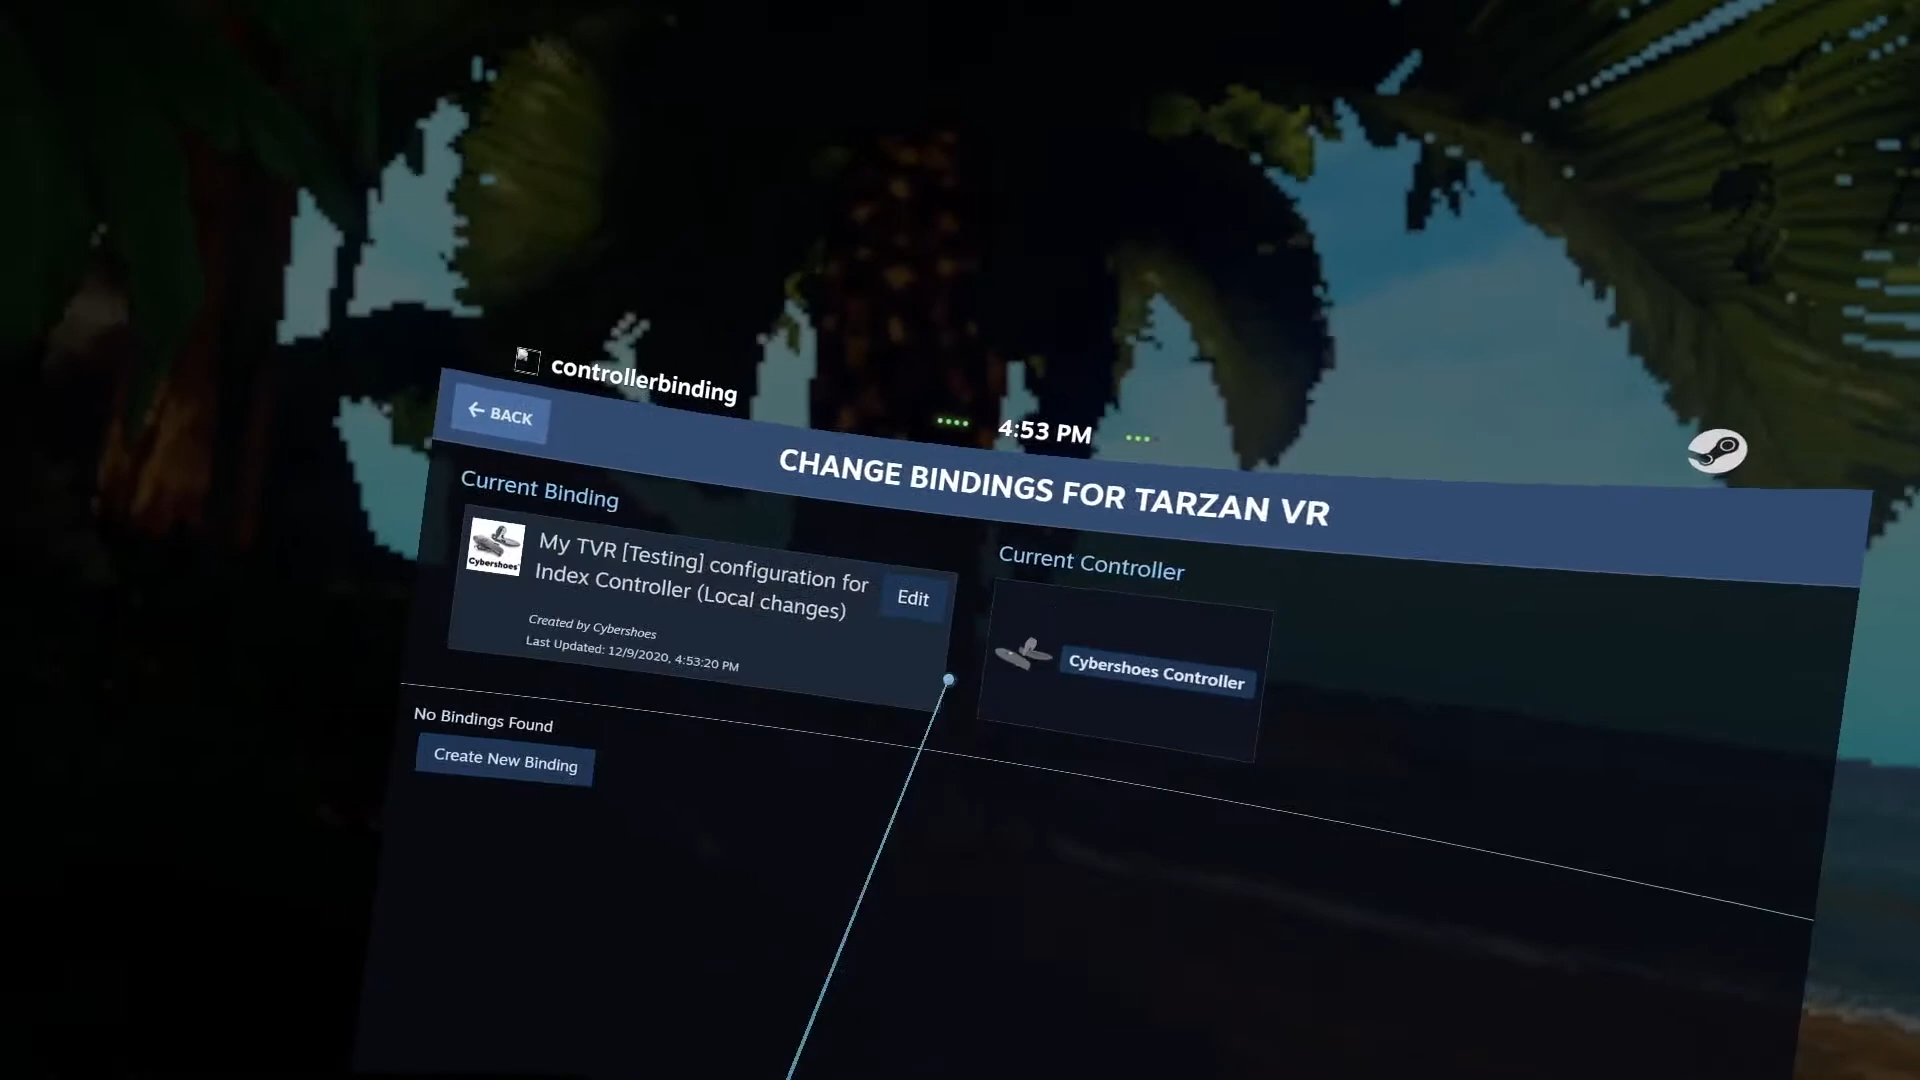 controllerbinding
4:53 PM
← BACK
CHANGE BINDINGS FOR TARZAN VR
Current Binding
Cybershoes
My TVR [Testing] configuration for
Index Controller (Local changes)
Edit
Created by Cybershoes
Last Updated: 12/9/2020, 4:53:20 PM
Current Controller
Cybershoes Controller
No Bindings Found
Create New Binding